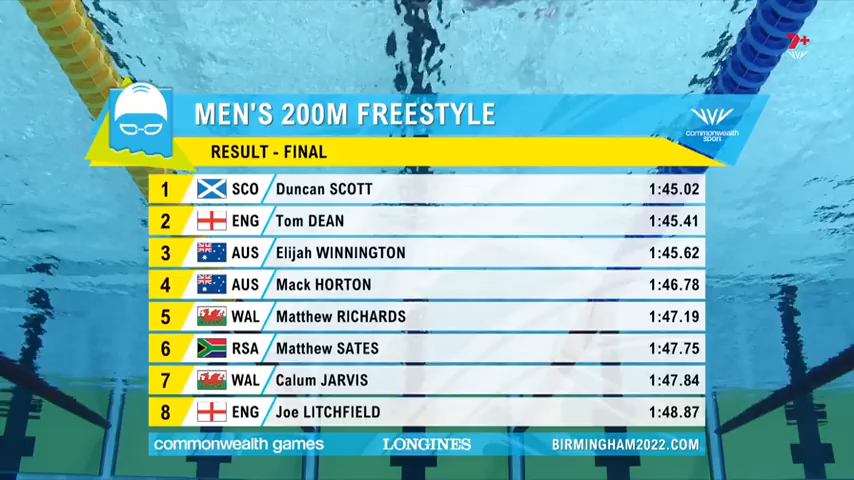 7+
MEN'S 200M FREESTYLE
commonwealth
sport
RESULT - FINAL
1 SCO Duncan SCOTT 1:45.02
2 ENG Tom DEAN 1:45.41
3 AUS Elijah WINNINGTON 1:45.62
4 AUS Mack HORTON 1:46.78
5 WAL Matthew RICHARDS 1:47.19
6 RSA Matthew SATES 1:47.75
7 WAL Calum JARVIS 1:47.84
8 ENG Joe LITCHFIELD 1:48.87
commonwealth games LONGINES BIRMINGHAM2022.COM